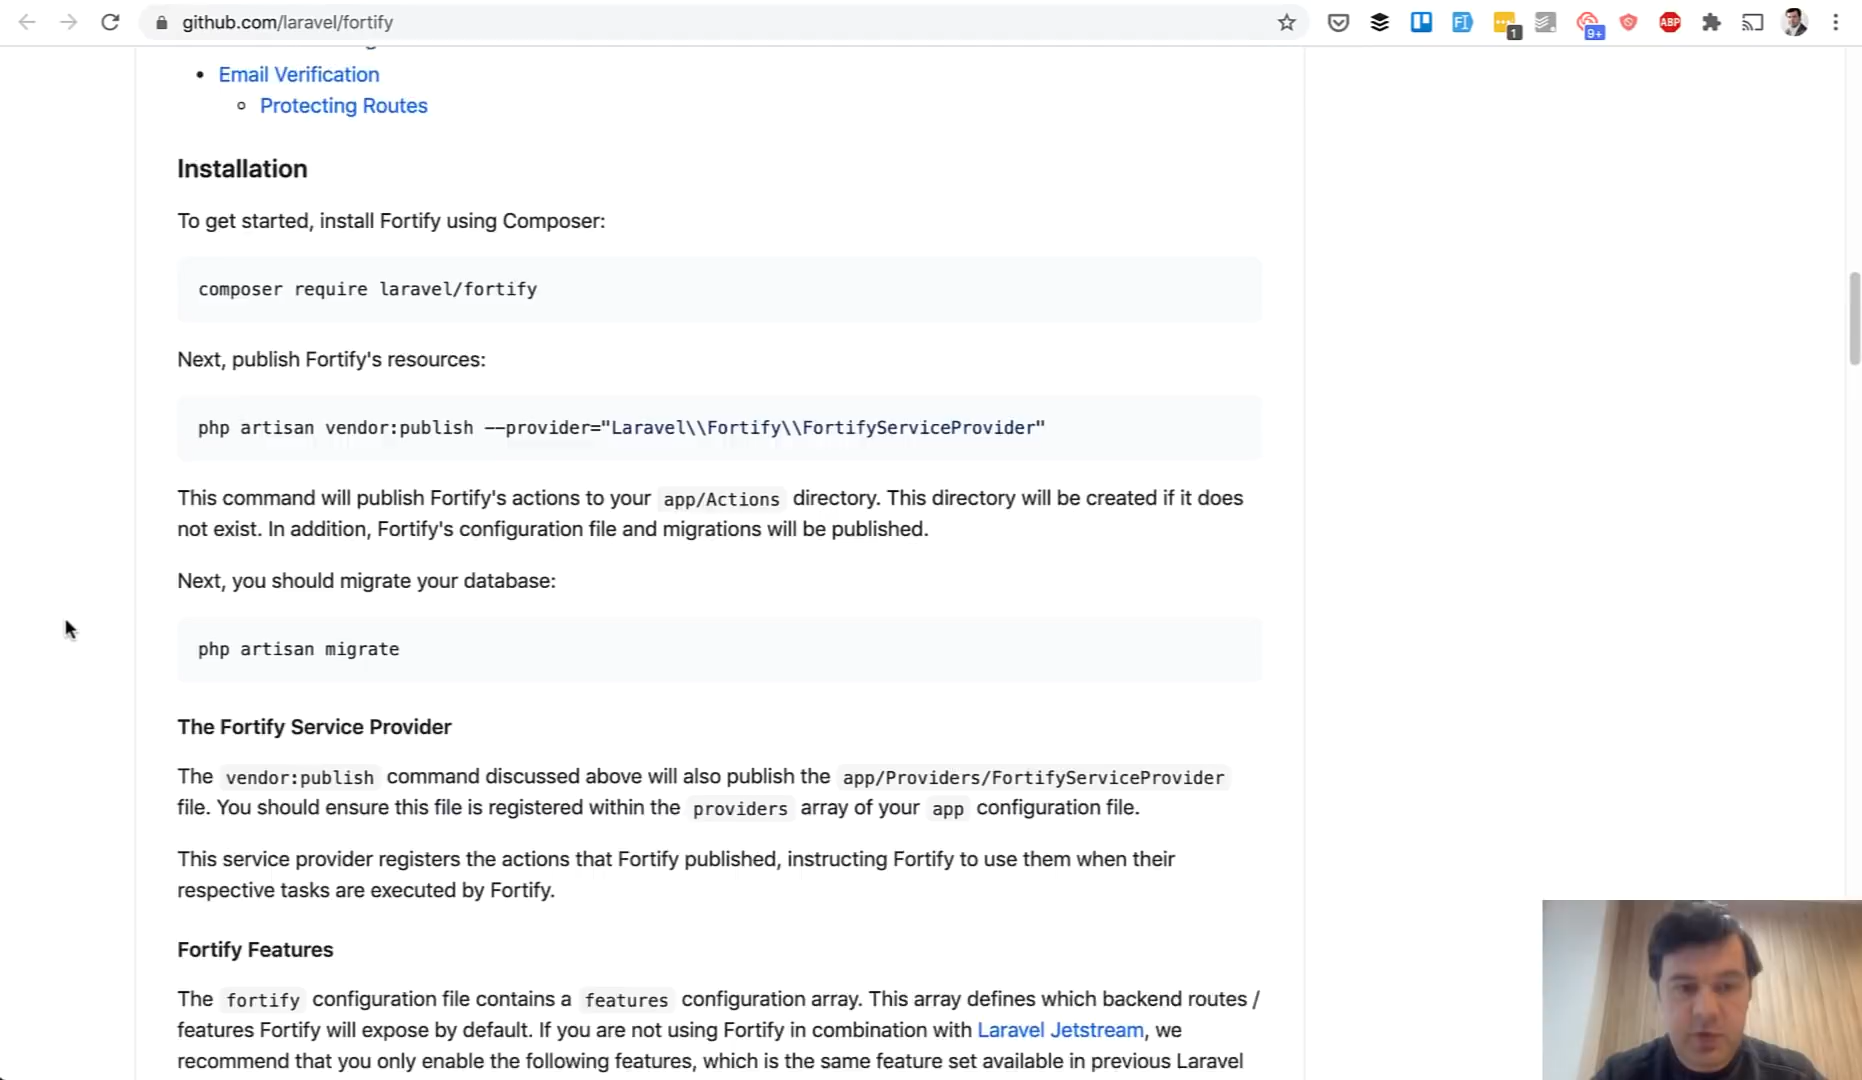 github.com/laravel/fortify
1
9+
ABP
Email Verification
Protecting Routes
Installation
To get started, install Fortify using Composer:
composer require laravel/fortify
Next, publish Fortify's resources:
php artisan vendor:publish --provider="Laravel\\Fortify\\FortifyServiceProvider"
This command will publish Fortify's actions to your app/Actions directory. This directory will be created if it does
not exist. In addition, Fortify's configuration file and migrations will be published.
Next, you should migrate your database:
php artisan migrate
The Fortify Service Provider
The vendor:publish command discussed above will also publish the app/Providers/FortifyServiceProvider
file. You should ensure this file is registered within the providers array of your app configuration file.
This service provider registers the actions that Fortify published, instructing Fortify to use them when their
respective tasks are executed by Fortify.
Fortify Features
The fortify configuration file contains a features configuration array. This array defines which backend routes /
features Fortify will expose by default. If you are not using Fortify in combination with Laravel Jetstream, we
recommend that you only enable the following features, which is the same feature set available in previous Laravel